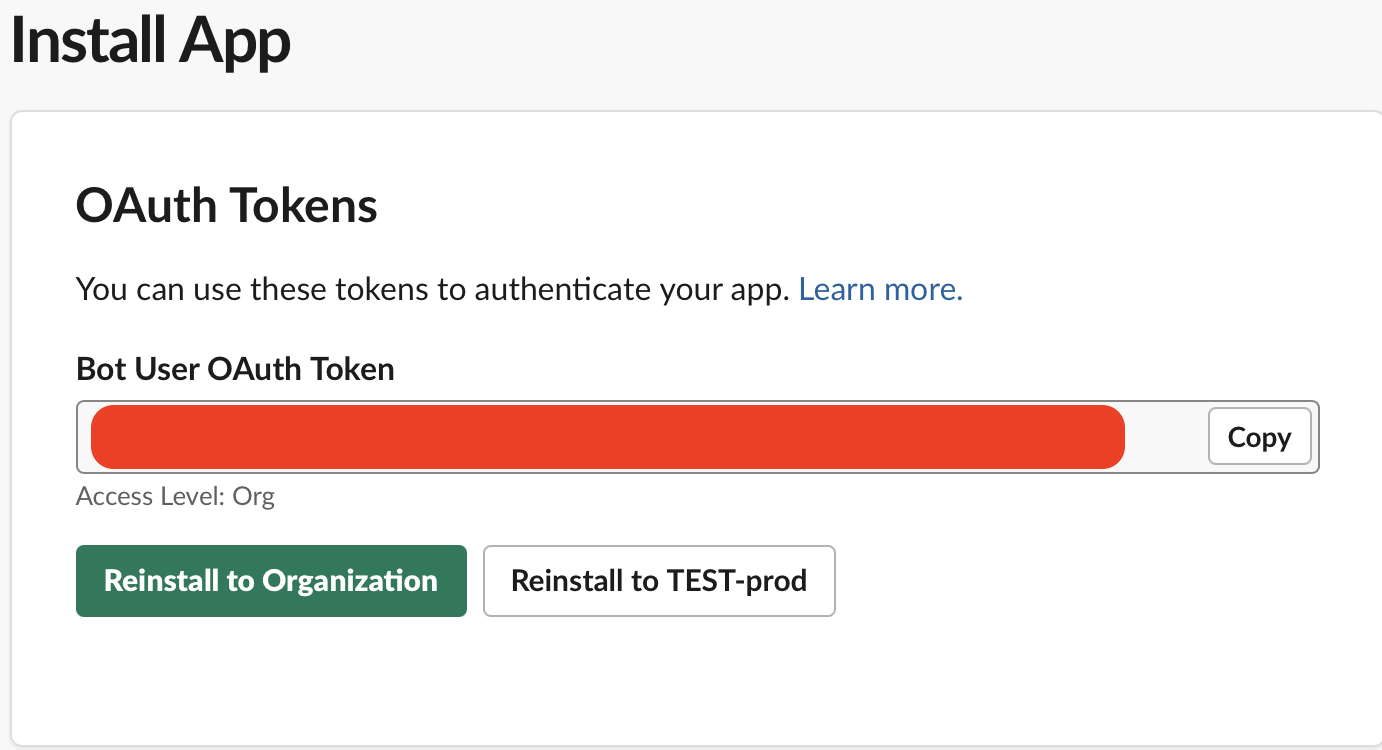 Install App
OAuth Tokens
You can use these tokens to authenticate your app. Learn more.
Bot User OAuth Token
Copy
Access Level: Org
Reinstall to Organization
Reinstall to TEST-prod